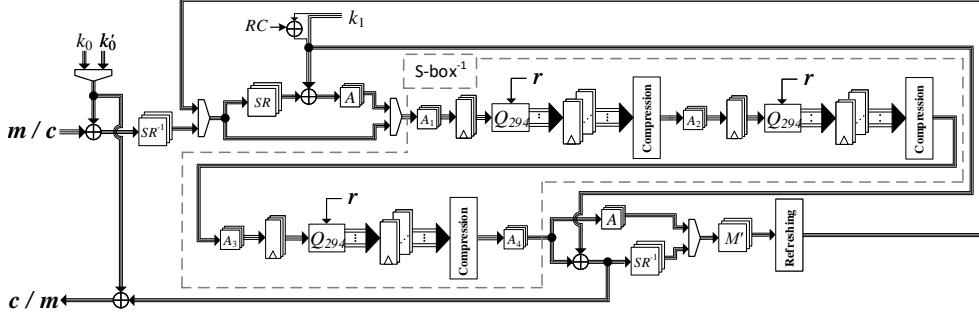 RC
k₁
k₀ k₀′
S-box⁻¹
r
r
m / c
SR⁻¹
SR
A
A₁
Q₂₉₄
Compression
A₂
Q₂₉₄
Compression
r
A₃
Q₂₉₄
Compression
A₄
A
SR⁻¹
M′
Refreshing
c / m